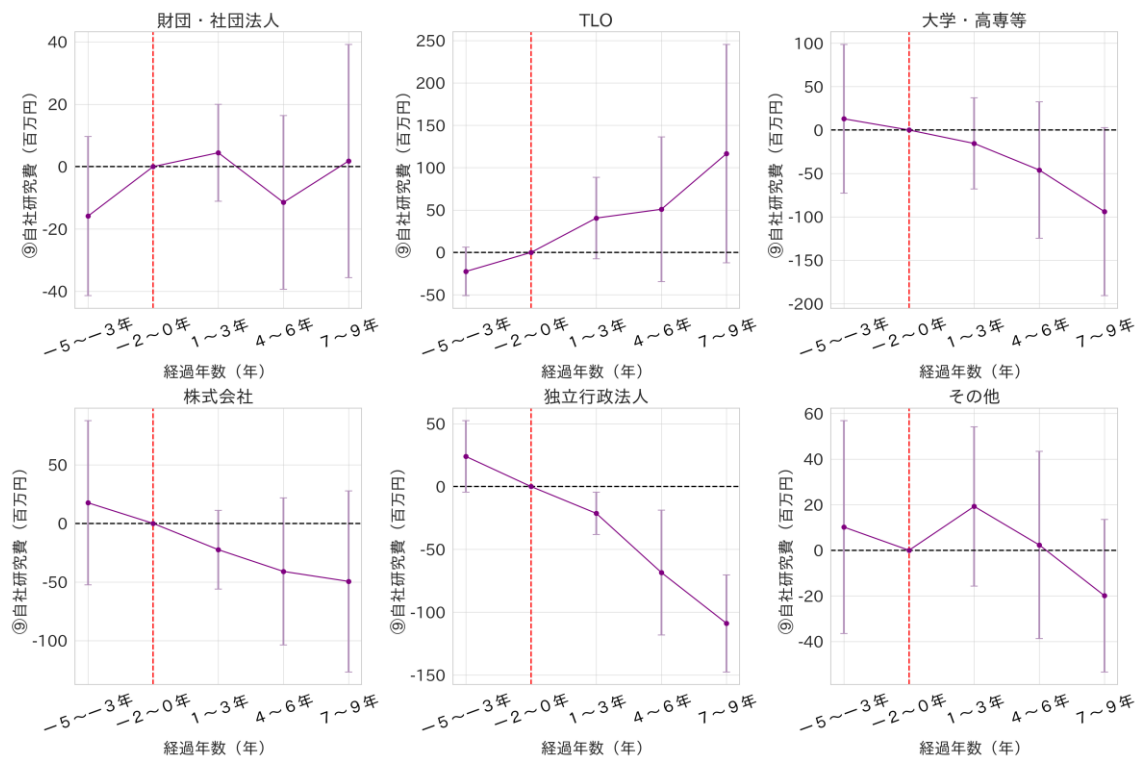 財団・社団法人
⑨自社研究費（百万円）
40
20
0
-20
-40
－５～－３年
－２～０年
１～３年
４～６年
７～９年
経過年数（年）
TLO
⑨自社研究費（百万円）
250
200
150
100
50
0
-50
－５～－３年
－２～０年
１～３年
４～６年
７～９年
経過年数（年）
大学・高専等
⑨自社研究費（百万円）
100
50
0
-50
-100
-150
-200
－５～－３年
－２～０年
１～３年
４～６年
７～９年
経過年数（年）
株式会社
⑨自社研究費（百万円）
50
0
-50
-100
－５～－３年
－２～０年
１～３年
４～６年
７～９年
経過年数（年）
独立行政法人
⑨自社研究費（百万円）
50
0
-50
-100
-150
－５～－３年
－２～０年
１～３年
４～６年
７～９年
経過年数（年）
その他
⑨自社研究費（百万円）
60
40
20
0
-20
-40
－５～－３年
－２～０年
１～３年
４～６年
７～９年
経過年数（年）